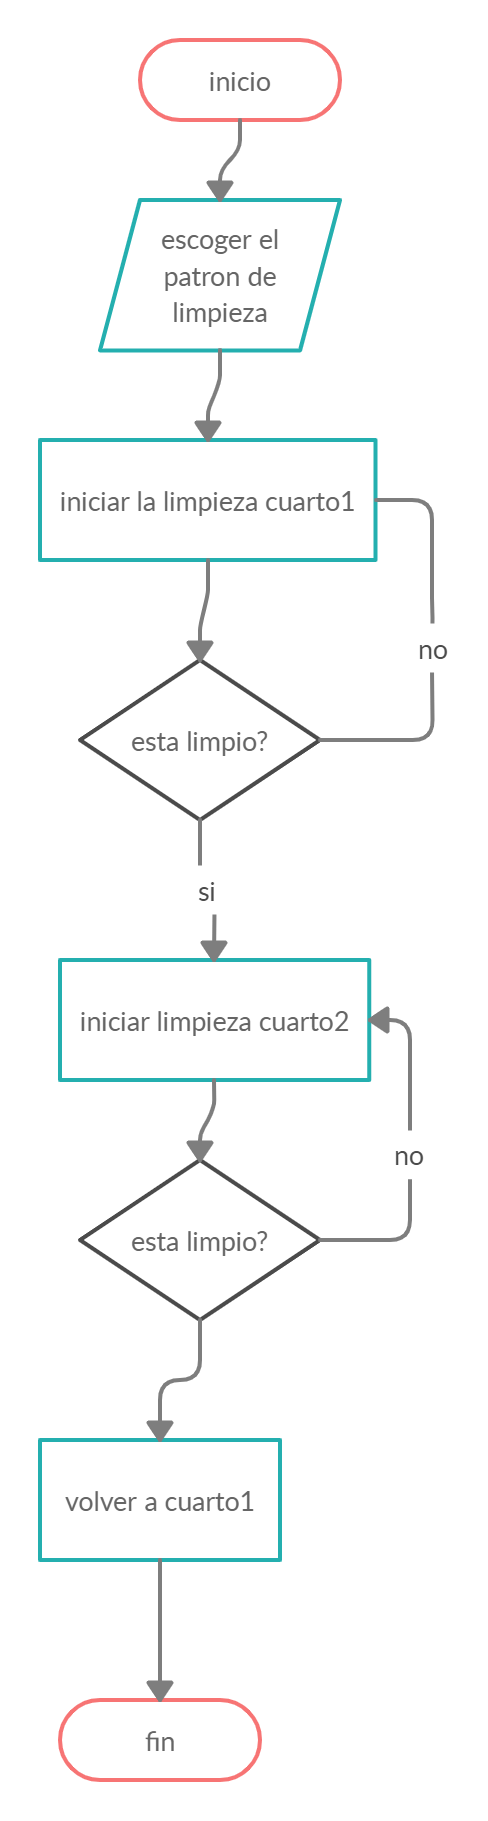 inicio
escoger el
patron de
limpieza
iniciar la limpieza cuarto1
no
esta limpio?
si
iniciar limpieza cuarto2
no
esta limpio?
volver a cuarto1
fin